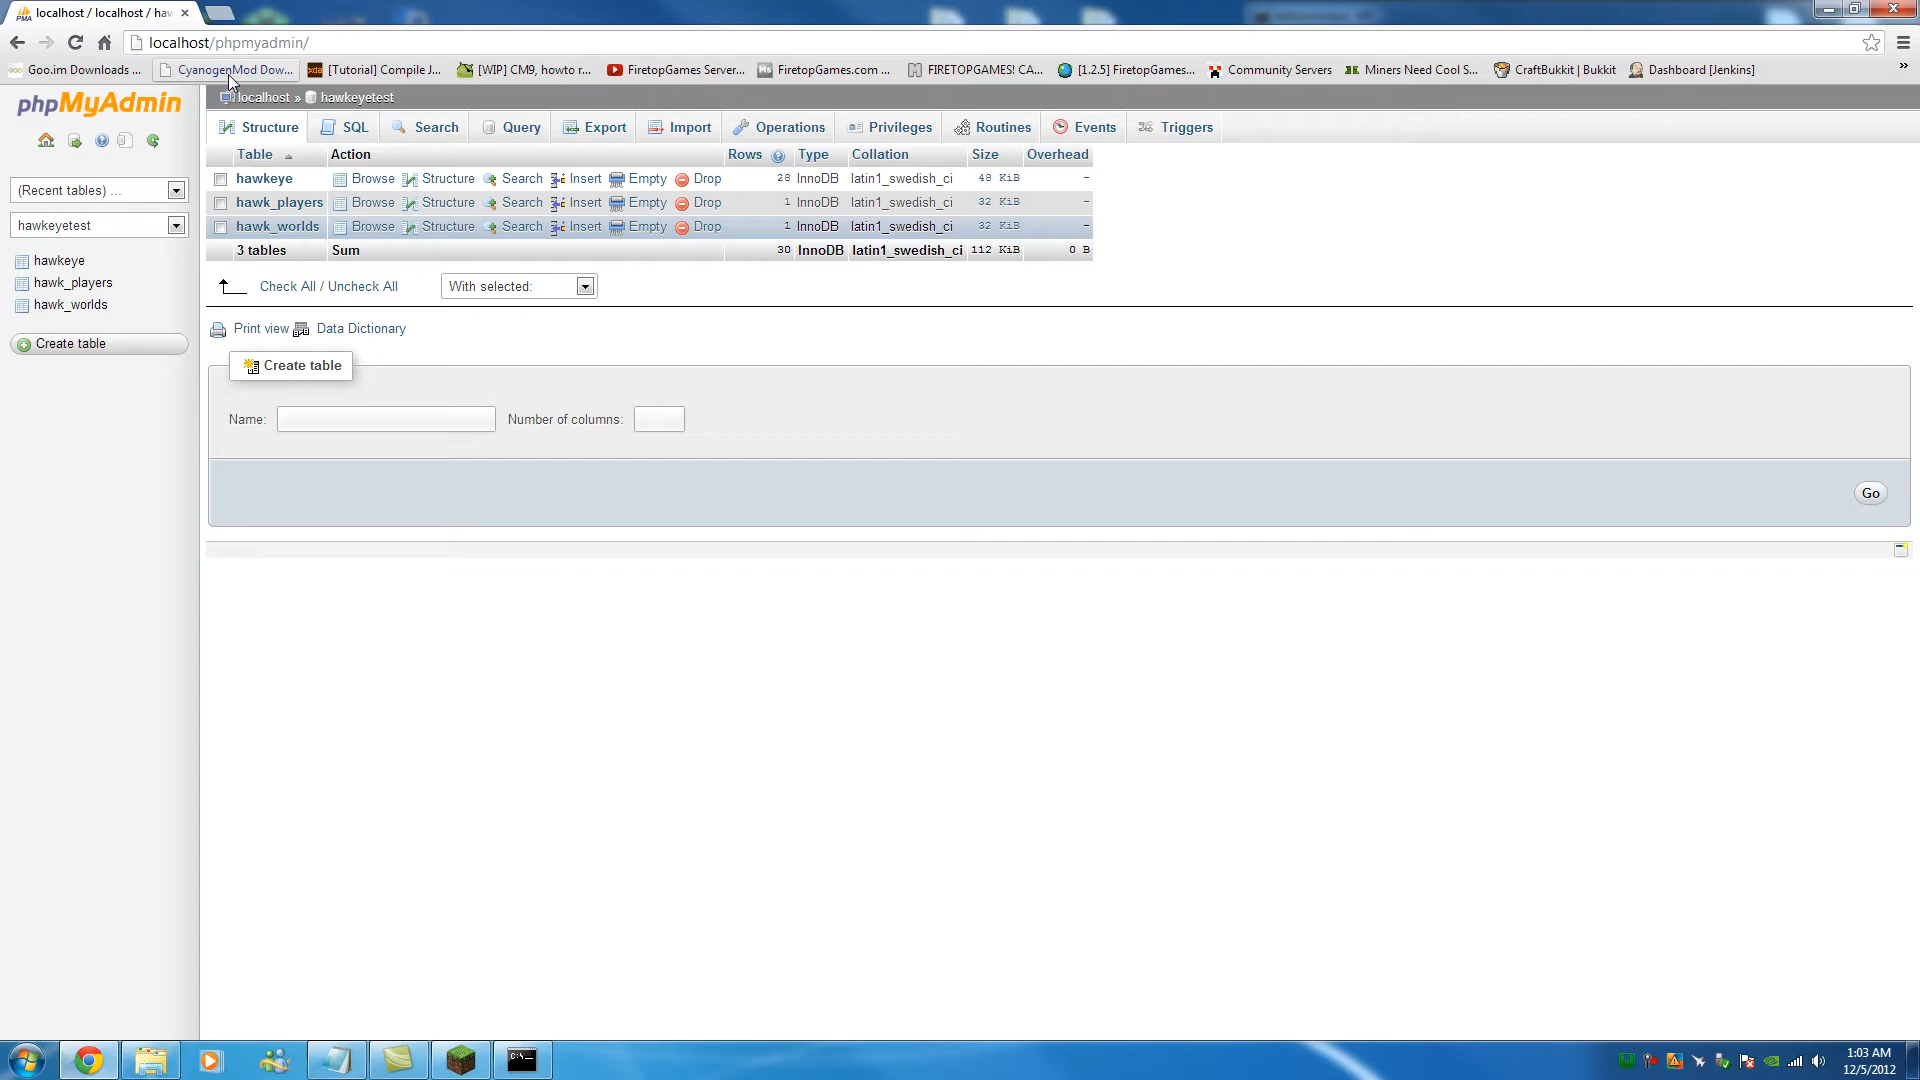 localhost / localhost / haw
localhost/phpmyadmin/
Goo.im Downloads ... CyanogenMod Dow... [Tutorial] Compile J... [WIP] CM9, howto r... FiretopGames Server... FiretopGames.com ... FIRETOPGAMES! CA... [1.2.5] FiretopGames... Community Servers Miners Need Cool S... CraftBukkit | Bukkit Dashboard [Jenkins] »
phpMyAdmin
(Recent tables) ...
hawkeyetest
hawkeye
hawk_players
hawk_worlds
Create table
localhost » hawkeyetest
Structure SQL Search Query Export Import Operations Privileges Routines Events Triggers
Table Action Rows Type Collation Size Overhead
hawkeye Browse Structure Search Insert Empty Drop 28 InnoDB latin1_swedish_ci 48 KiB -
hawk_players Browse Structure Search Insert Empty Drop 1 InnoDB latin1_swedish_ci 32 KiB -
hawk_worlds Browse Structure Search Insert Empty Drop 1 InnoDB latin1_swedish_ci 32 KiB -
3 tables Sum 30 InnoDB latin1_swedish_ci 112 KiB 0 B
Check All / Uncheck All With selected:
Print view Data Dictionary
Create table
Name: Number of columns:
Go
1:03 AM
12/5/2012